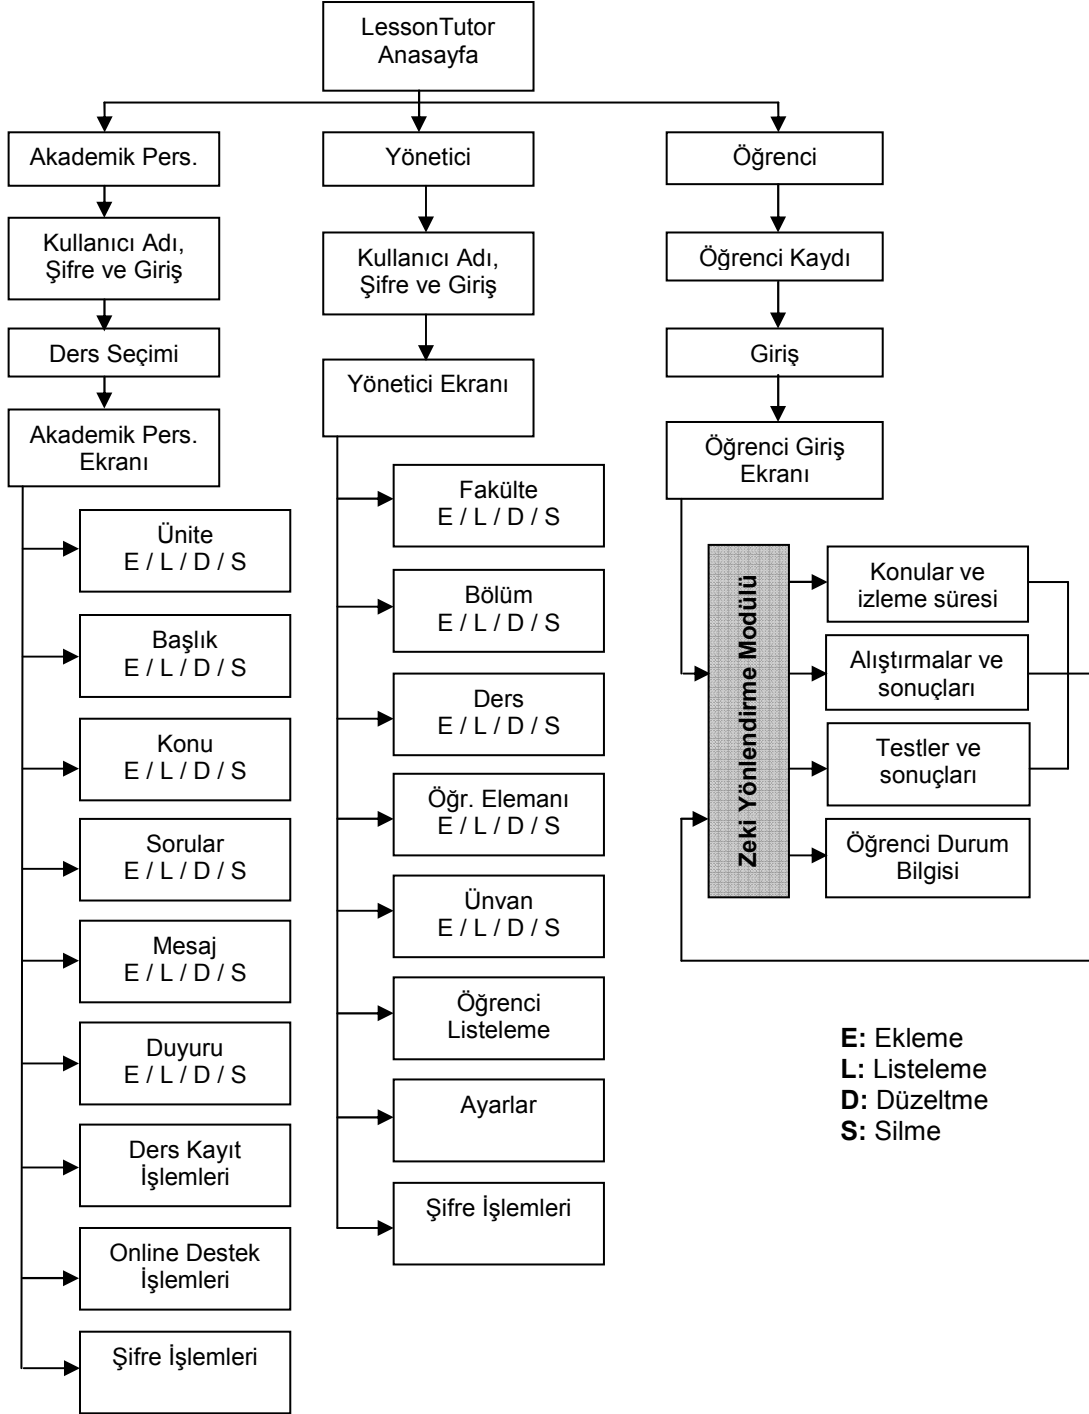 LessonTutor
Anasayfa
Akademik Pers.
Kullanıcı Adı,
Şifre ve Giriş
Ders Seçimi
Akademik Pers.
Ekranı
Ünite
E / L / D / S
Başlık
E / L / D / S
Konu
E / L / D / S
Sorular
E / L / D / S
Mesaj
E / L / D / S
Duyuru
E / L / D / S
Ders Kayıt
İşlemleri
Online Destek
İşlemleri
Şifre İşlemleri
Yönetici
Kullanıcı Adı,
Şifre ve Giriş
Yönetici Ekranı
Fakülte
E / L / D / S
Bölüm
E / L / D / S
Ders
E / L / D / S
Öğr. Elemanı
E / L / D / S
Ünvan
E / L / D / S
Öğrenci
Listeleme
Ayarlar
Şifre İşlemleri
Öğrenci
Öğrenci Kaydı
Giriş
Öğrenci Giriş
Ekranı
Zeki Yönlendirme Modülü
Konular ve
izleme süresi
Alıştırmalar ve
sonuçları
Testler ve
sonuçları
Öğrenci Durum
Bilgisi
E: Ekleme
L: Listeleme
D: Düzeltme
S: Silme